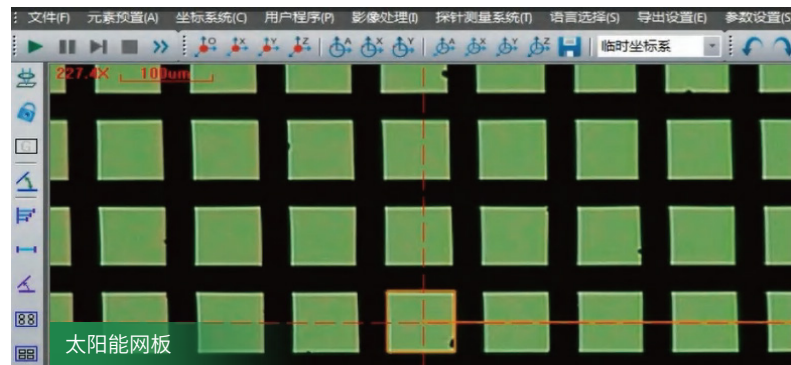 文件(F) 元素预置(A) 坐标系统(C) 用户程序(P) 影像处理(I) 探针测量系统(T) 语言选择(S) 导出设置(E) 参数设置(S
临时坐标系
227.4X 100um
太阳能网板